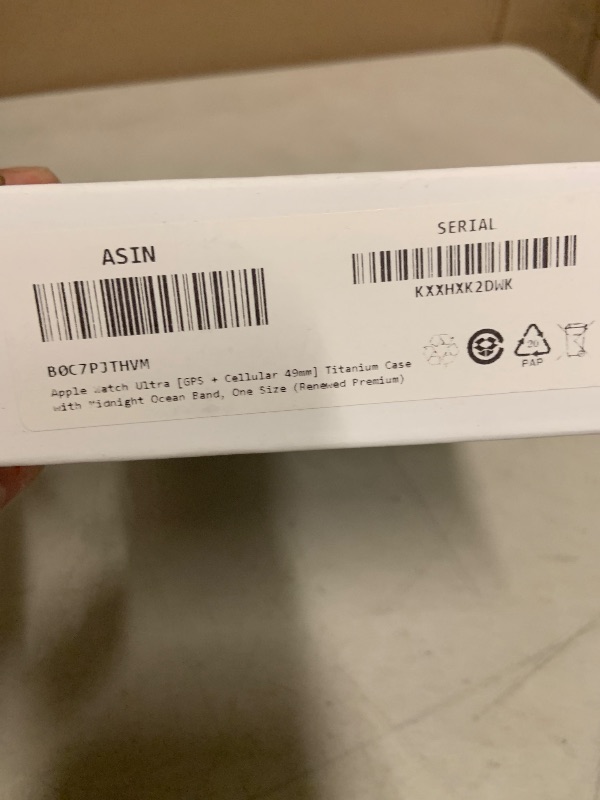 ASIN
SERIAL
KXXHXK2DWK
B0C7PJTHVM
Apple Watch Ultra [GPS + Cellular 49mm] Titanium Case
with Midnight Ocean Band, One Size (Renewed Premium)
20
PAP